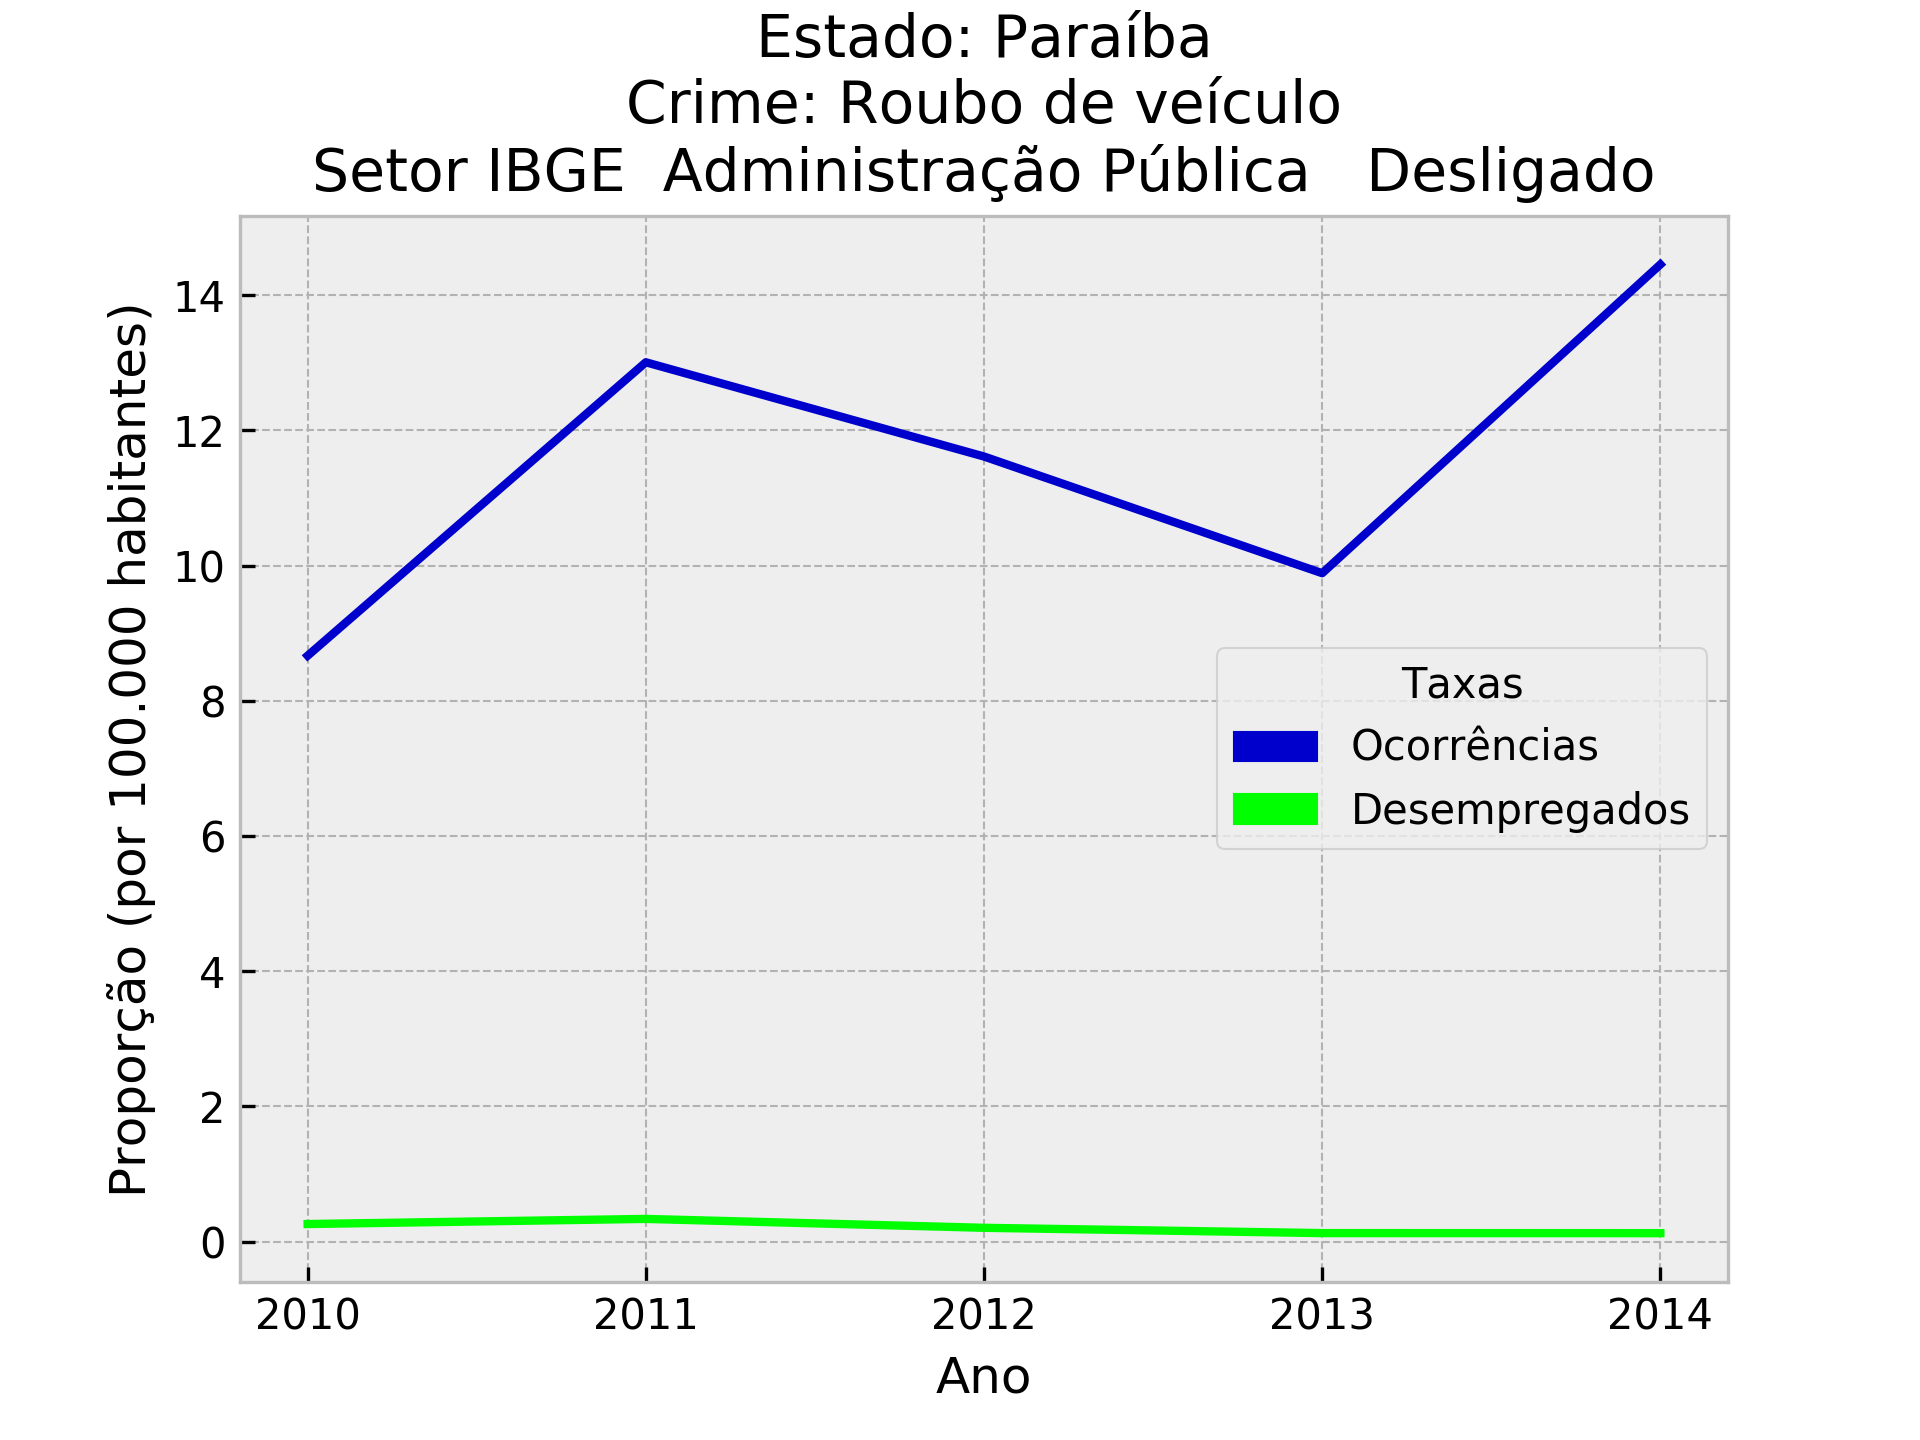 Estado: Paraíba
Crime: Roubo de veículo
Setor IBGE  Administração Pública   Desligado
Proporção (por 100.000 habitantes)
14
12
10
8
6
4
2
0
Taxas
Ocorrências
Desempregados
2010 2011 2012 2013 2014
Ano